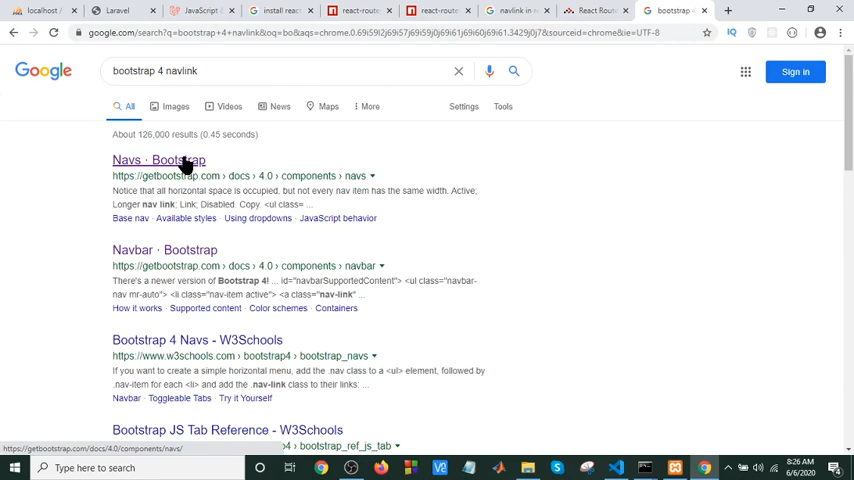 localhost /
Laravel
JavaScript &
install react
react-route
react-route
navlink in r
React Route
bootstrap
google.com/search?q=bootstrap+4+navlink&oq=bo&aqs=chrome.0.69i59l2j69i57j69i59j0j69i61j69i60j69i61.3429j0j7&sourceid=chrome&ie=UTF-8
Google
bootstrap 4 navlink
Sign in
All
Images
Videos
News
Maps
More
Settings
Tools
About 126,000 results (0.45 seconds)
Navs · Bootstrap
https://getbootstrap.com › docs › 4.0 › components › navs
Notice that all horizontal space is occupied, but not every nav item has the same width. Active;
Longer nav link; Link; Disabled. Copy. <ul class= ...
Base nav · Available styles · Using dropdowns · JavaScript behavior
Navbar · Bootstrap
https://getbootstrap.com › docs › 4.0 › components › navbar
There's a newer version of Bootstrap 4! ... id="navbarSupportedContent"> <ul class="navbar-
nav mr-auto"> <li class="nav-item active"> <a class="nav-link" ...
How it works · Supported content · Color schemes · Containers
Bootstrap 4 Navs - W3Schools
https://www.w3schools.com › bootstrap4 › bootstrap_navs
If you want to create a simple horizontal menu, add the .nav class to a <ul> element, followed by
.nav-item for each <li> and add the .nav-link class to their links: ...
Navbar · Toggleable Tabs · Try it Yourself
Bootstrap JS Tab Reference - W3Schools
https://getbootstrap.com/docs/4.0/components/navs/
p4 › bootstrap_ref_js_tab
Type here to search
8:26 AM
6/6/2020